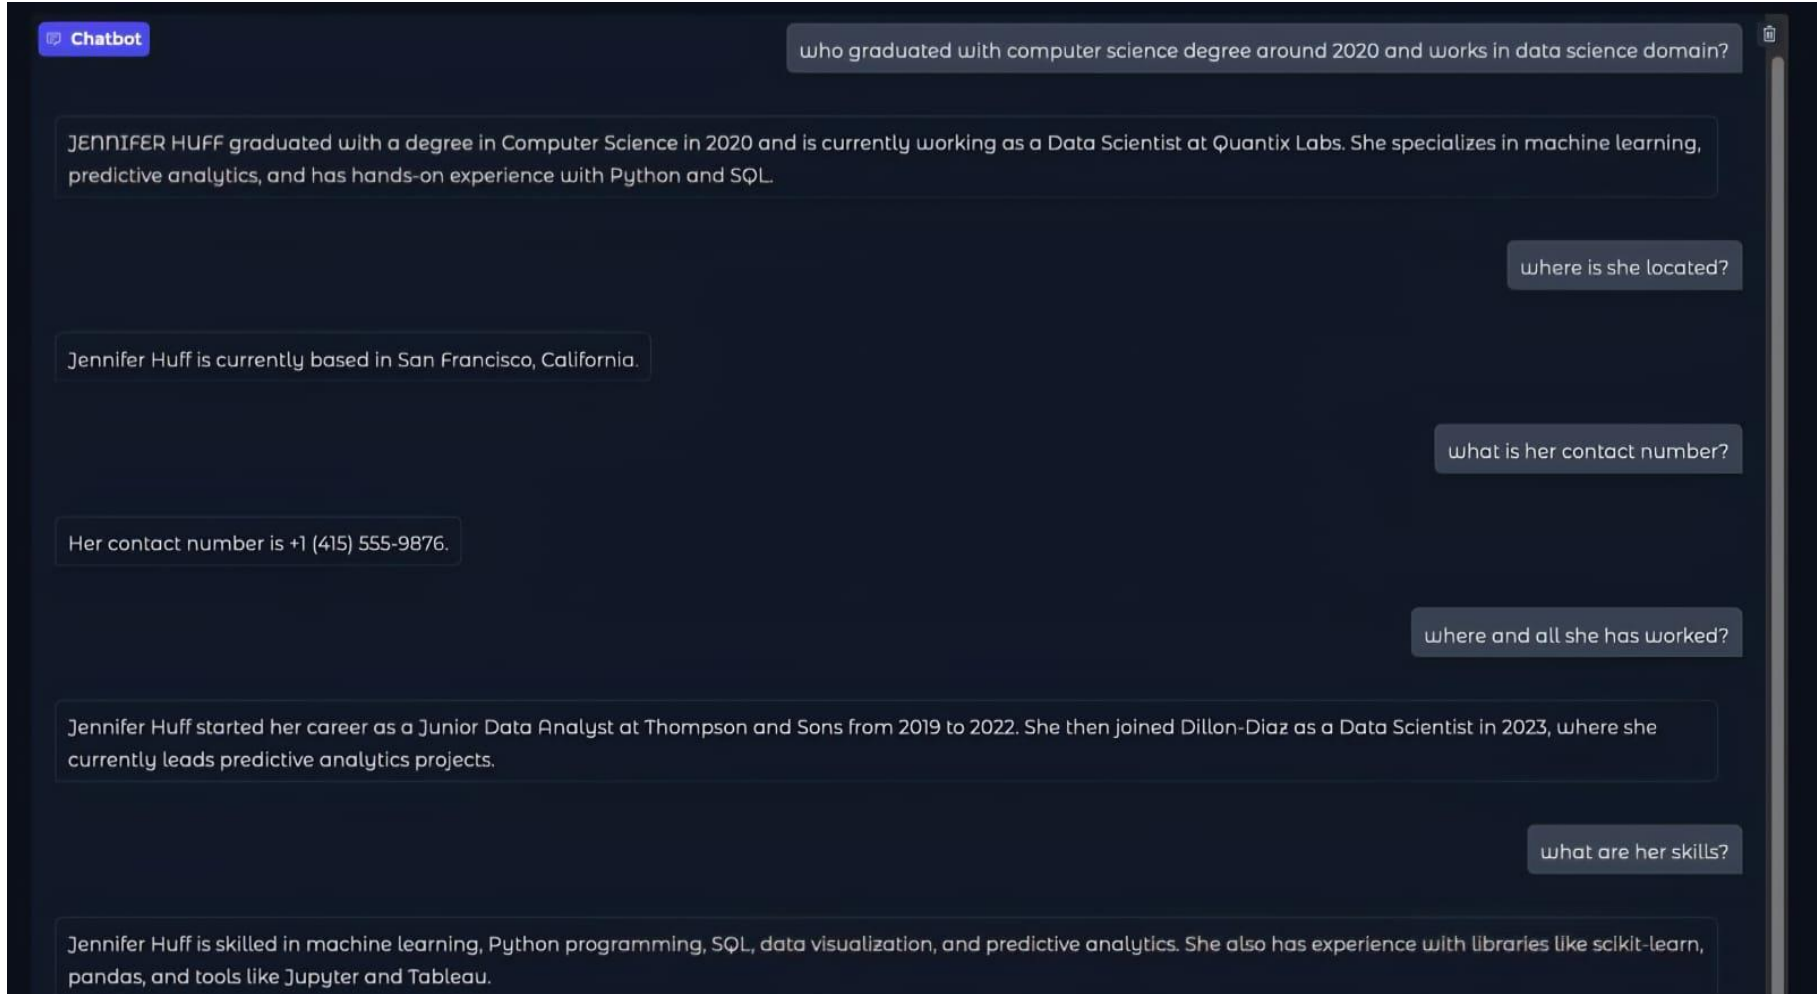 Chatbot
who graduated with computer science degree around 2020 and works in data science domain?
JENNIFER HUFF graduated with a degree in Computer Science in 2020 and is currently working as a Data Scientist at Quantix Labs. She specializes in machine learning,
predictive analytics, and has hands-on experience with Python and SQL.
where is she located?
Jennifer Huff is currently based in San Francisco, California.
what is her contact number?
Her contact number is +1 (415) 555-9876.
where and all she has worked?
Jennifer Huff started her career as a Junior Data Analyst at Thompson and Sons from 2019 to 2022. She then joined Dillon-Diaz as a Data Scientist in 2023, where she
currently leads predictive analytics projects.
what are her skills?
Jennifer Huff is skilled in machine learning, Python programming, SQL, data visualization, and predictive analytics. She also has experience with libraries like scikit-learn,
pandas, and tools like Jupyter and Tableau.